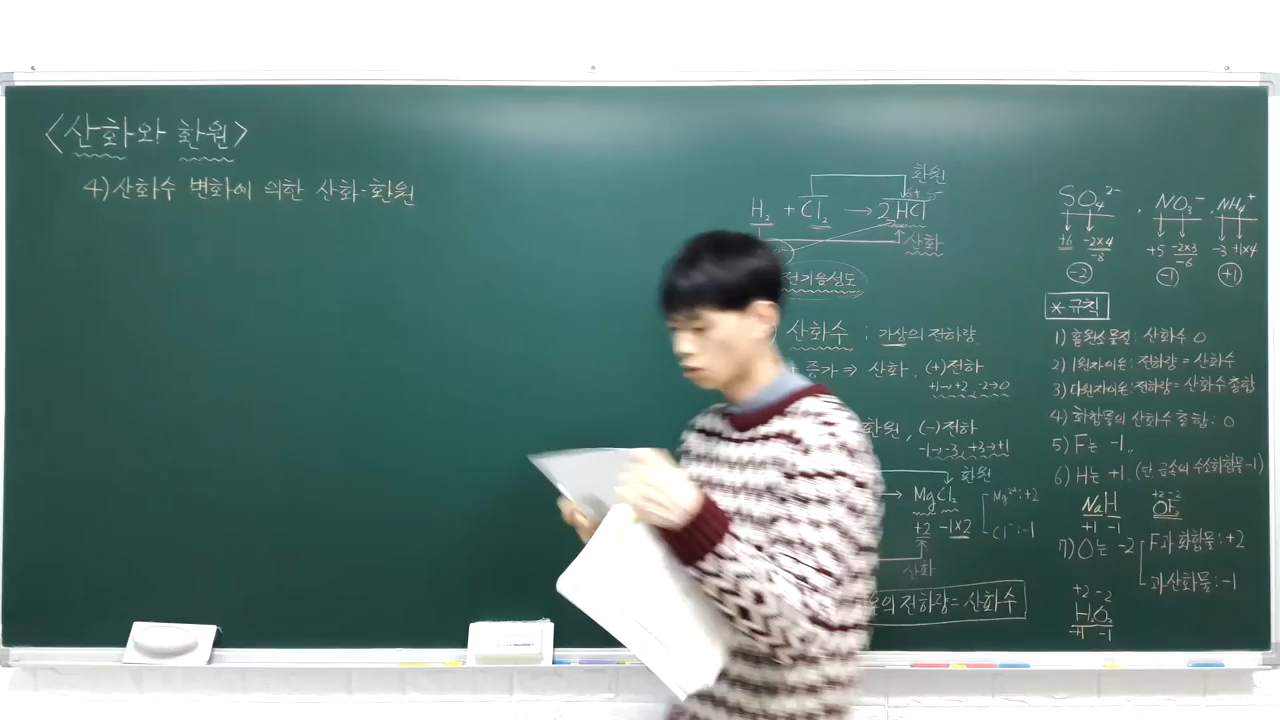 <산화와 환원>
4) 산화수 변화에 의한 산화-환원
환원
H₂ + Cl₂ → 2HCl
산화
전기음성도
산화수 : 가상의 전하량
증가 ⇒ 산화, (+)전하
+1→+2, -2→0
환원, (-)전하
-1→-3, +3→+1
환원
→ MgCl₂
Mg²⁺: +2
+2 -1×2
Cl⁻: -1
산화
의 전하량 = 산화수
SO₄²⁻, NO₃⁻, NH₄⁺
+6 -2×4 +5 -2×3 -3 +1×4
-8 -6
-2 -1 +1
* 규칙
1) 홑원소 물질: 산화수 0
2) 1원자이온: 전하량 = 산화수
3) 다원자이온: 전하량 = 산화수 총합
4) 화합물의 산화수 총합: 0
5) F는 -1,,
6) H는 +1, (단, 금속의 수소화합물 -1)
NaH
+1 -1
+2 -2
OF₂
7) O는 -2
F과 화합물: +2
과산화물: -1
+2 -2
H₂O₂
+1 -1